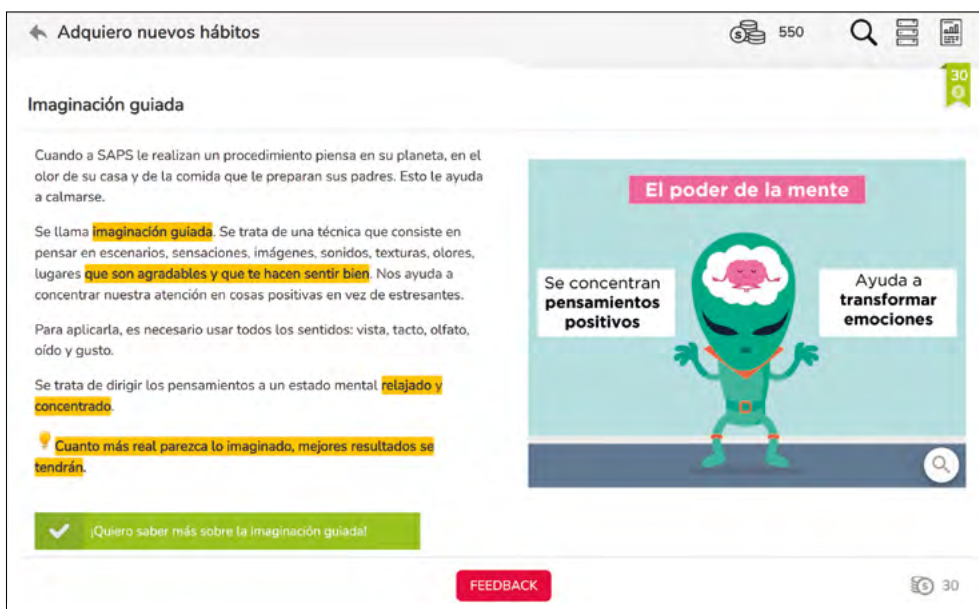 Adquiero nuevos hábitos
550
30
Imaginación guiada
Cuando a SAPS le realizan un procedimiento piensa en su planeta, en el
olor de su casa y de la comida que le preparan sus padres. Esto le ayuda
a calmarse.
Se llama imaginación guiada. Se trata de una técnica que consiste en
pensar en escenarios, sensaciones, imágenes, sonidos, texturas, olores,
lugares que son agradables y que te hacen sentir bien. Nos ayuda a
concentrar nuestra atención en cosas positivas en vez de estresantes.
Para aplicarla, es necesario usar todos los sentidos: vista, tacto, olfato,
oído y gusto.
Se trata de dirigir los pensamientos a un estado mental relajado y
concentrado.
Cuanto más real parezca lo imaginado, mejores resultados se
tendrán.
¡Quiero saber más sobre la imaginación guiada!
El poder de la mente
Se concentran
pensamientos
positivos
Ayuda a
transformar
emociones
FEEDBACK
30